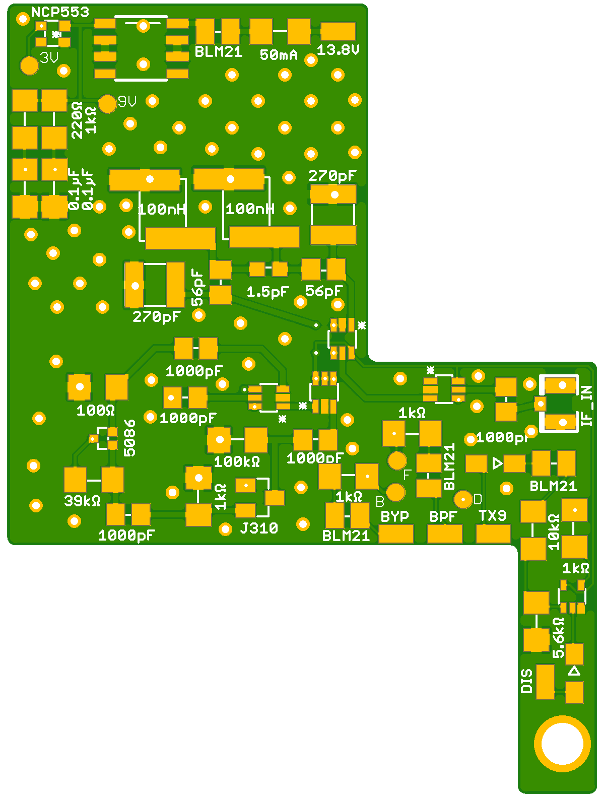 NCP553
3V
BLM21
50mA
13.8V
9V
220Ω
1kΩ
0.1µF
0.1µF
100nH
100nH
270pF
56pF
1.5pF
56pF
270pF
1000pF
100Ω
1000pF
5086
100kΩ
1000pF
1kΩ
1000pF
IF_IN
39kΩ
1kΩ
1kΩ
F
BLM21
B
D
BLM21
1000pF
J310
BLM21
BYP
BPF
TX9
10kΩ
1kΩ
5.6kΩ
DIS